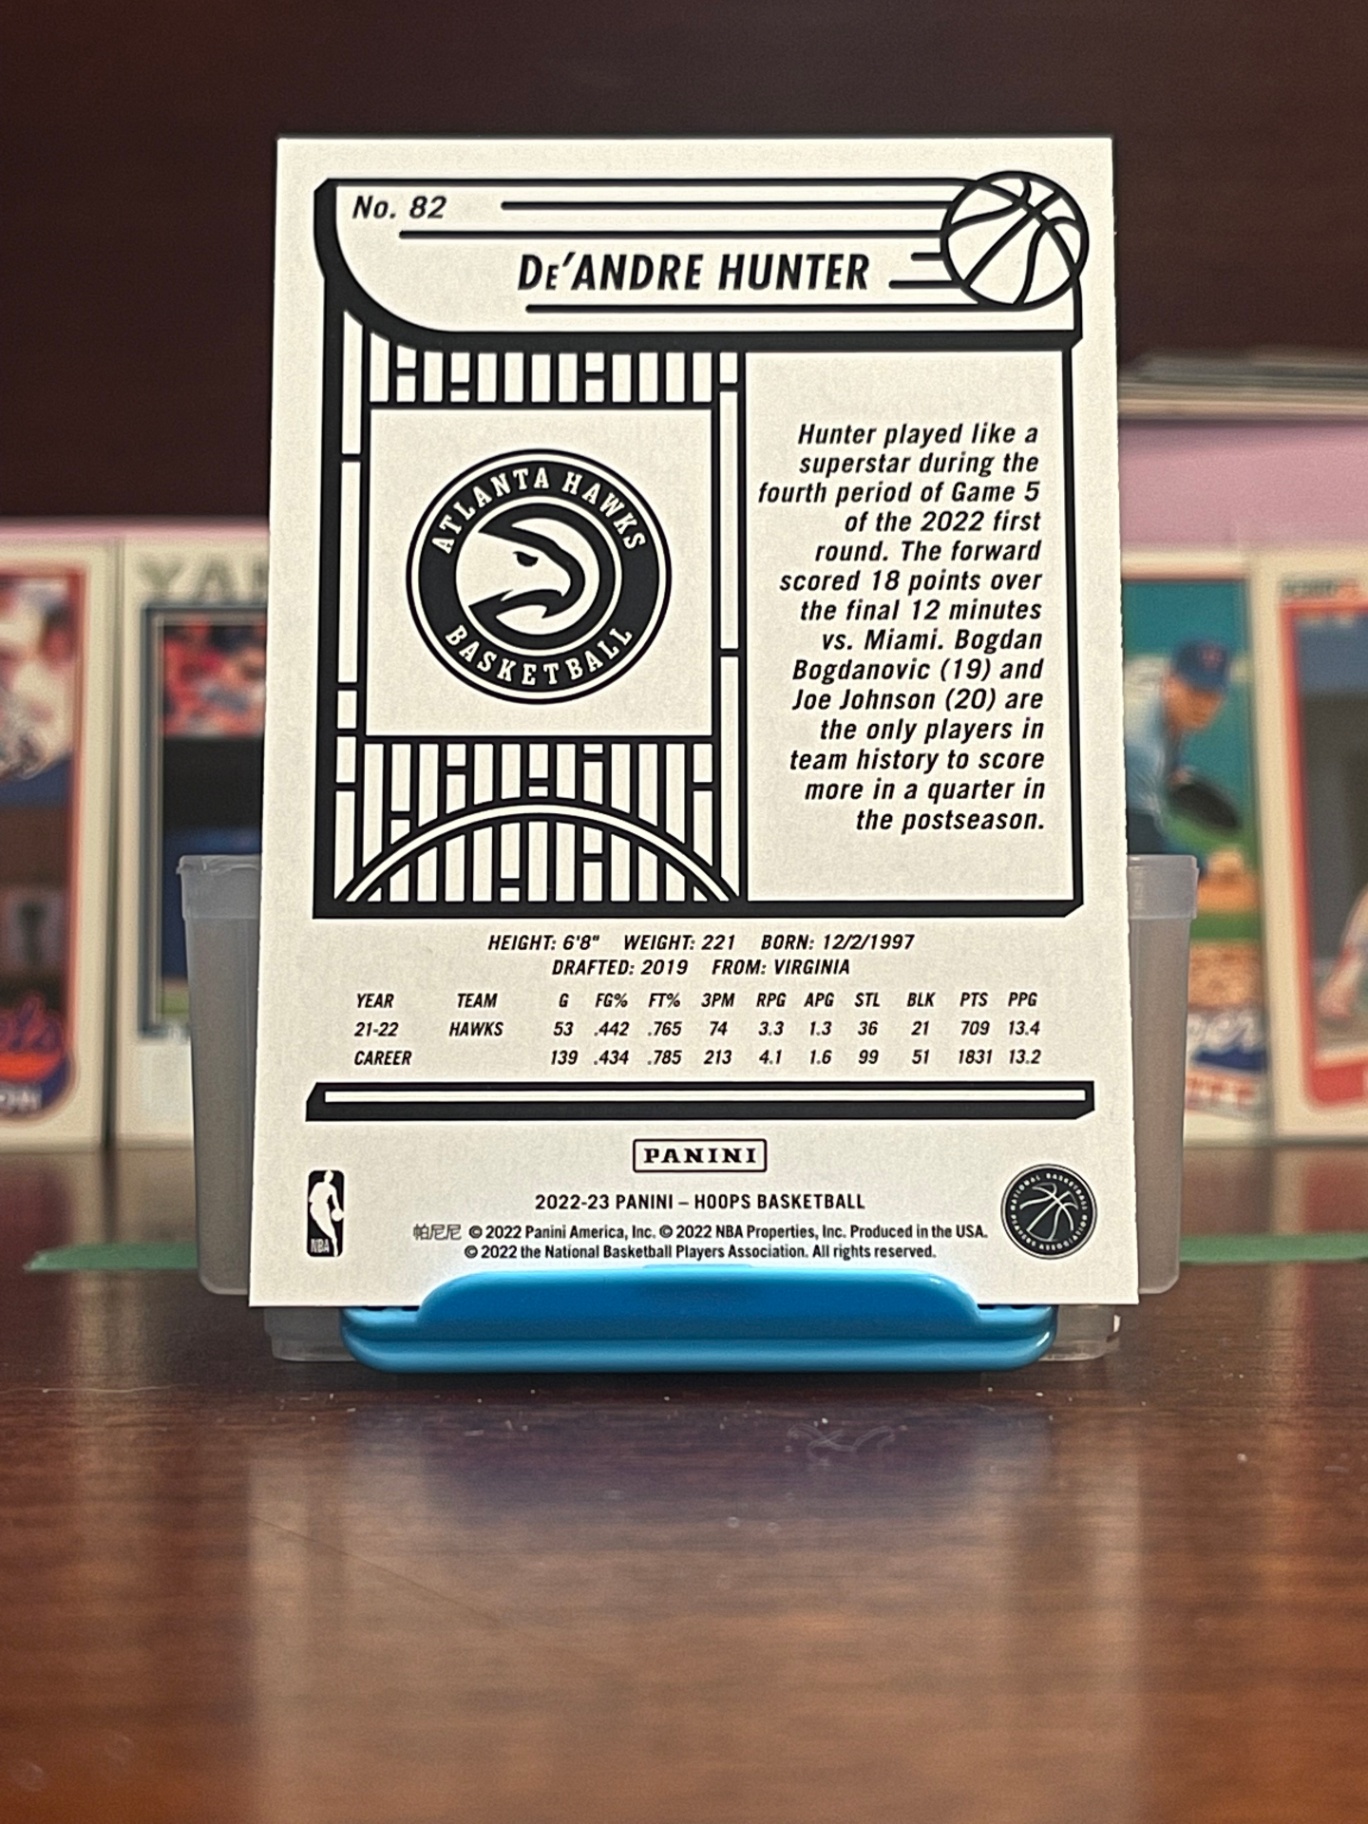 No. 82
DE'ANDRE HUNTER
ATLANTA HAWKS
BASKETBALL
Hunter played like a
superstar during the
fourth period of Game 5
of the 2022 first
round. The forward
scored 18 points over
the final 12 minutes
vs. Miami. Bogdan
Bogdanovic (19) and
Joe Johnson (20) are
the only players in
team history to score
more in a quarter in
the postseason.
HEIGHT: 6'8" WEIGHT: 221 BORN: 12/2/1997
DRAFTED: 2019 FROM: VIRGINIA
YEAR TEAM G FG% FT% 3PM RPG APG STL BLK PTS PPG
21-22 HAWKS 53 .442 .765 74 3.3 1.3 36 21 709 13.4
CAREER 139 .434 .785 213 4.1 1.6 99 51 1831 13.2
PANINI
NBA
2022-23 PANINI – HOOPS BASKETBALL
帕尼尼 © 2022 Panini America, Inc. © 2022 NBA Properties, Inc. Produced in the USA.
© 2022 the National Basketball Players Association. All rights reserved.
NATIONAL BASKETBALL
PLAYERS ASSOCIATION